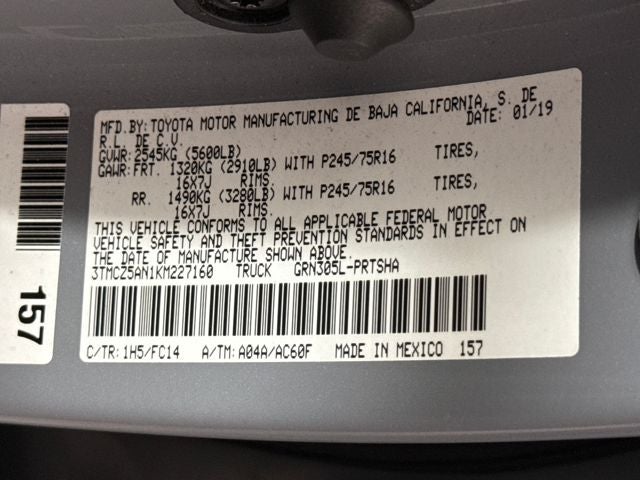 MFD.BY: TOYOTA MOTOR MANUFACTURING DE BAJA CALIFORNIA, S. DE
R.L. DE C.V. DATE: 01/19
GVWR: 2545KG (5600LB)
GAWR: FRT. 1320KG (2910LB) WITH P245/75R16 TIRES,
16X7J RIMS.
RR. 1490KG (3280LB) WITH P245/75R16 TIRES,
16X7J RIMS.
THIS VEHICLE CONFORMS TO ALL APPLICABLE FEDERAL MOTOR
VEHICLE SAFETY AND THEFT PREVENTION STANDARDS IN EFFECT ON
THE DATE OF MANUFACTURE SHOWN ABOVE.
3TMCZ5AN1KM227160 TRUCK GRN305L-PRTSHA
C/TR: 1H5/FC14 A/TM: A04A/AC60F MADE IN MEXICO 157
157